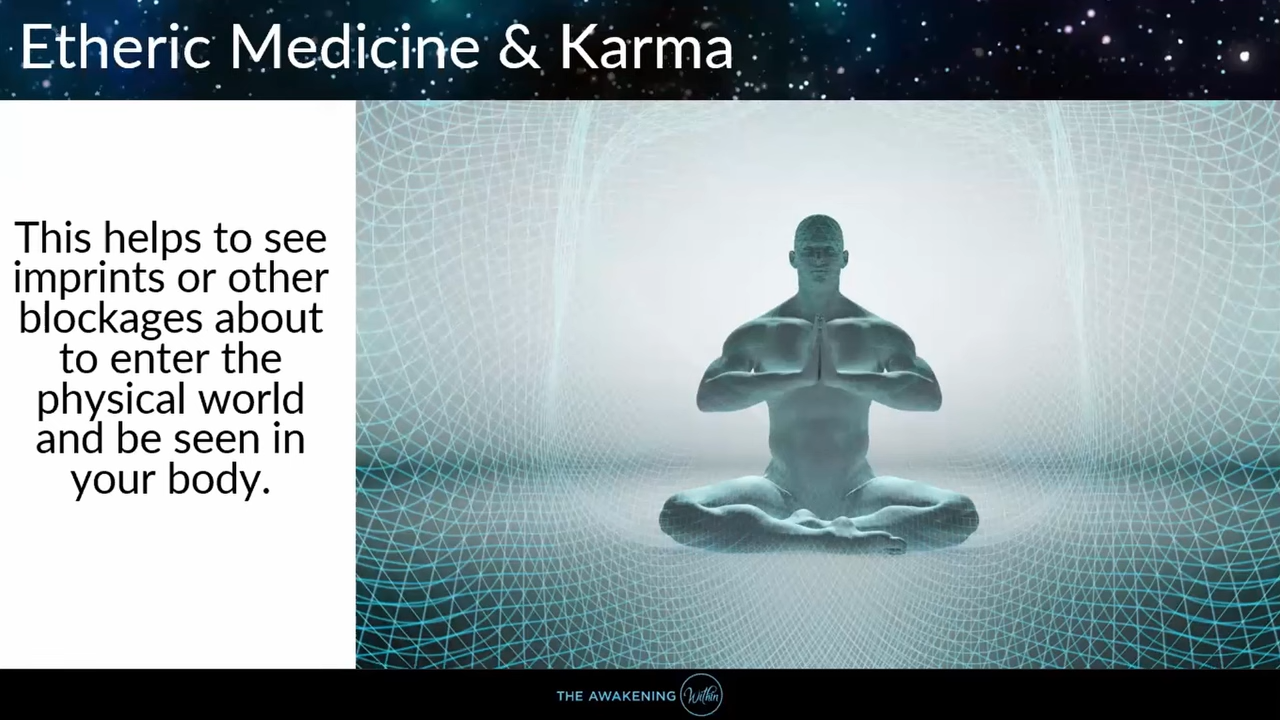 Etheric Medicine & Karma
This helps to see
imprints or other
blockages about
to enter the
physical world
and be seen in
your body.
THE AWAKENING Within